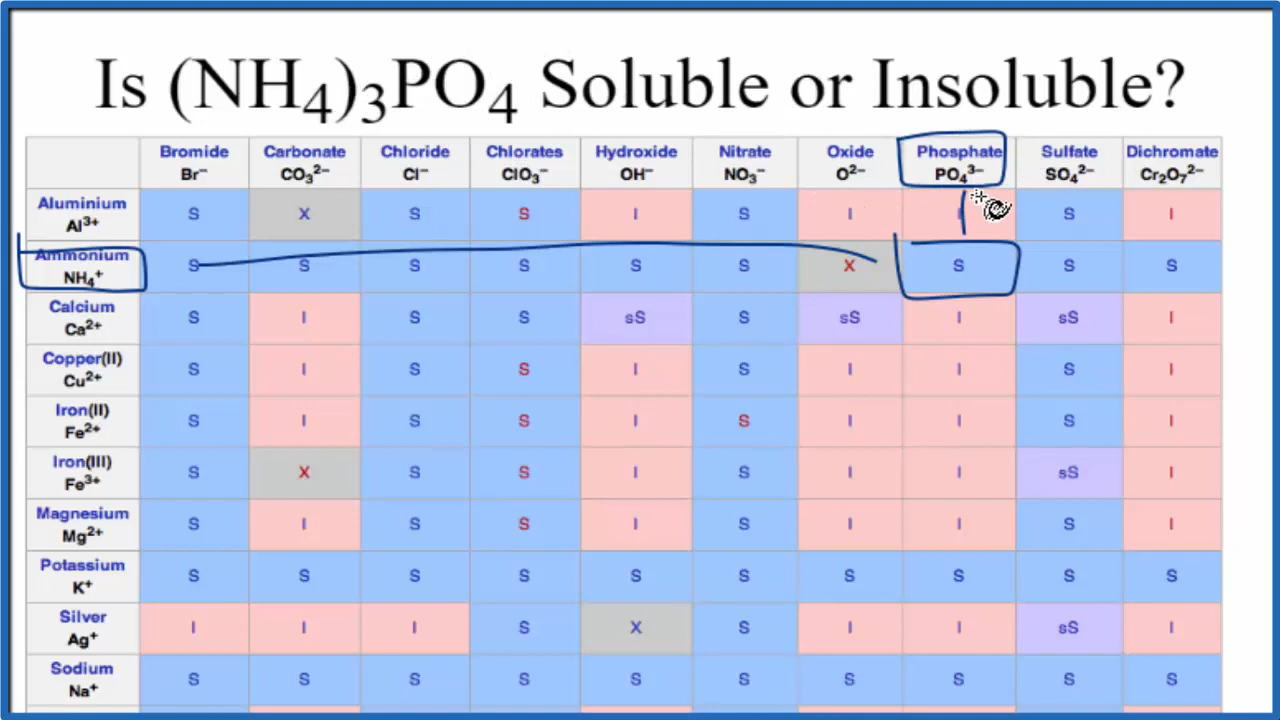 Is (NH₄)₃PO₄ Soluble or Insoluble?
Bromide Carbonate Chloride Chlorates Hydroxide Nitrate Oxide Phosphate Sulfate Dichromate
Br⁻ CO₃²⁻ Cl⁻ ClO₃⁻ OH⁻ NO₃⁻ O²⁻ PO₄³⁻ SO₄²⁻ Cr₂O₇²⁻
Aluminium
Al³⁺ S X S S I S I I S I
Ammonium
NH₄⁺ S S S S S S X S S S
Calcium
Ca²⁺ S I S S sS S sS I sS I
Copper(II)
Cu²⁺ S I S S I S I I S I
Iron(II)
Fe²⁺ S I S S I S I I S I
Iron(III)
Fe³⁺ S X S S I S I I sS I
Magnesium
Mg²⁺ S I S S I S I I S I
Potassium
K⁺ S S S S S S S S S S
Silver
Ag⁺ I I I S X S I I sS I
Sodium
Na⁺ S S S S S S S S S S